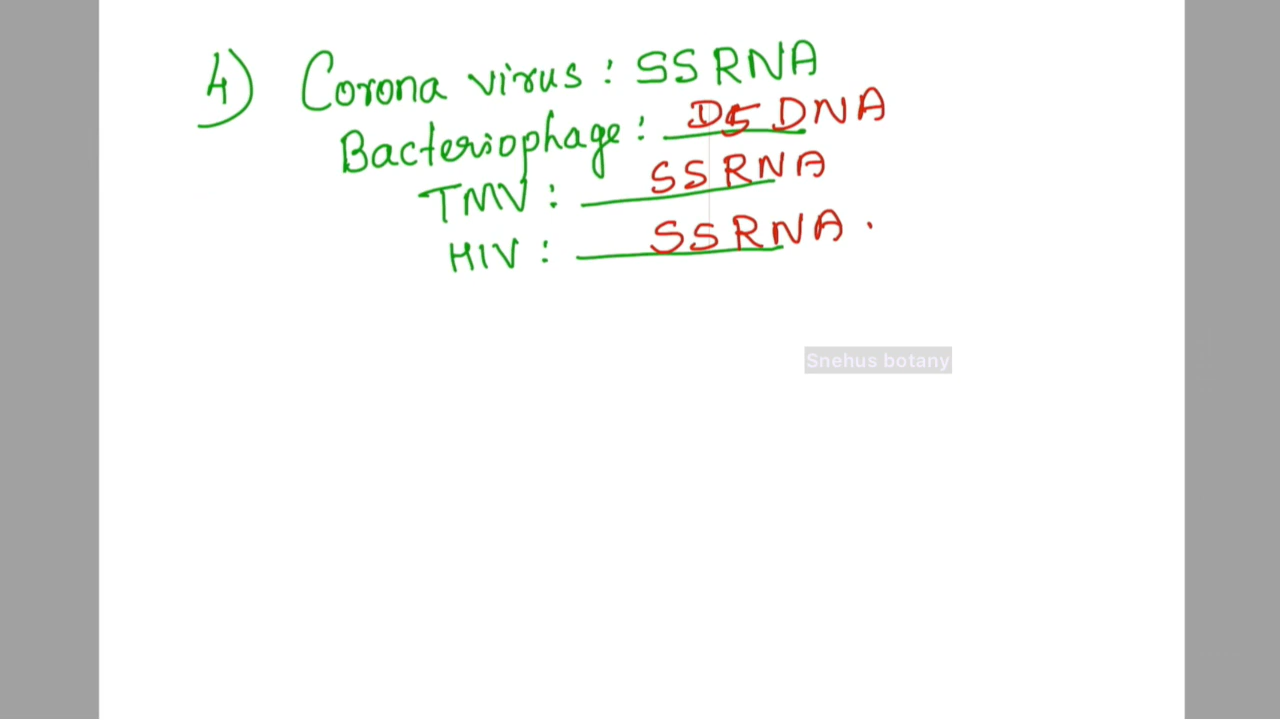 4) Corona virus : SSRNA
Bacteriophage : DS DNA
TMV : SSRNA
HIV : SSRNA.
Snehus botany